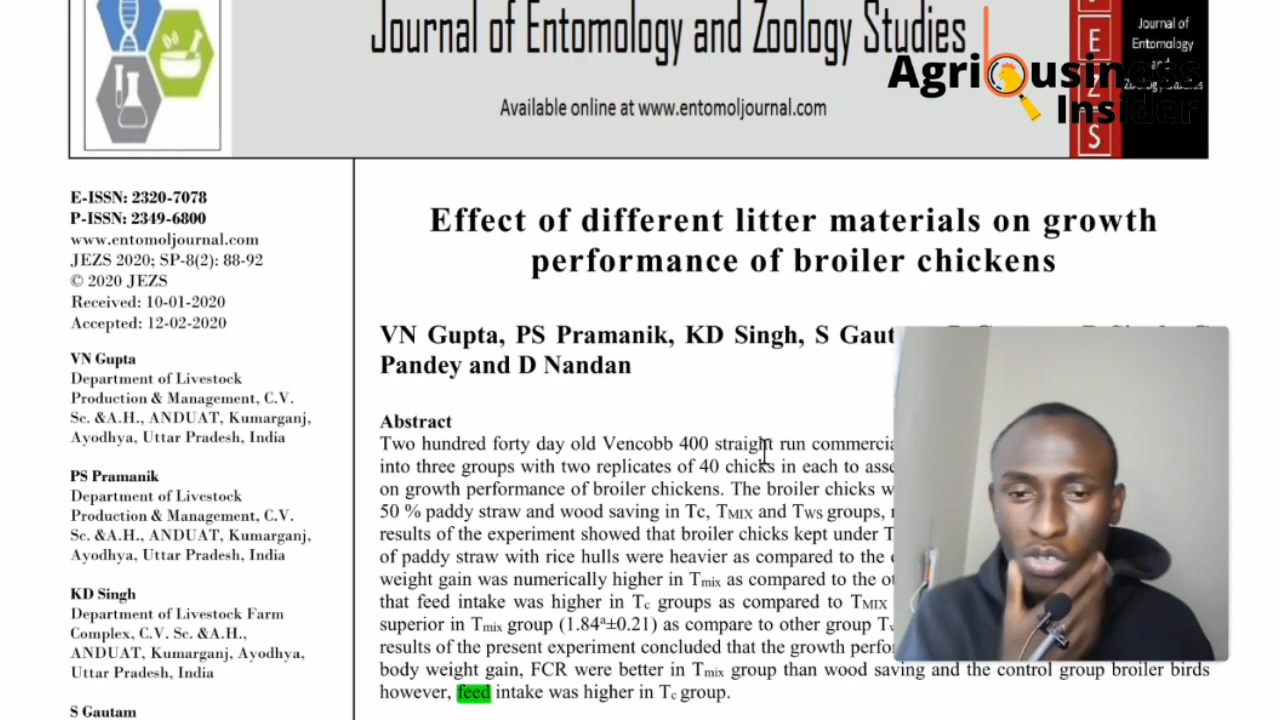 Journal of Entomology and Zoology Studies
Available online at www.entomoljournal.com
E
Z
S
Journal of
Entomology
and
Zoology Studies
Agribusiness
Insider
E-ISSN: 2320-7078
P-ISSN: 2349-6800
www.entomoljournal.com
JEZS 2020; SP-8(2): 88-92
© 2020 JEZS
Received: 10-01-2020
Accepted: 12-02-2020
VN Gupta
Department of Livestock
Production & Management, C.V.
Sc. &A.H., ANDUAT, Kumarganj,
Ayodhya, Uttar Pradesh, India
PS Pramanik
Department of Livestock
Production & Management, C.V.
Sc. &A.H., ANDUAT, Kumarganj,
Ayodhya, Uttar Pradesh, India
KD Singh
Department of Livestock Farm
Complex, C.V. Sc. &A.H.,
ANDUAT, Kumarganj, Ayodhya,
Uttar Pradesh, India
S Gautam
Effect of different litter materials on growth
performance of broiler chickens
VN Gupta, PS Pramanik, KD Singh, S Gaut
Pandey and D Nandan
Abstract
Two hundred forty day old Vencobb 400 straight run commercia
into three groups with two replicates of 40 chicks in each to asse
on growth performance of broiler chickens. The broiler chicks w
50 % paddy straw and wood saving in Tc, TMIX and TWS groups,
results of the experiment showed that broiler chicks kept under T
of paddy straw with rice hulls were heavier as compared to the
weight gain was numerically higher in Tmix as compared to the ot
that feed intake was higher in Tc groups as compared to TMIX
superior in Tmix group (1.84ᵃ±0.21) as compare to other group T
results of the present experiment concluded that the growth perfor
body weight gain, FCR were better in Tmix group than wood saving and the control group broiler birds
however, feed intake was higher in Tc group.